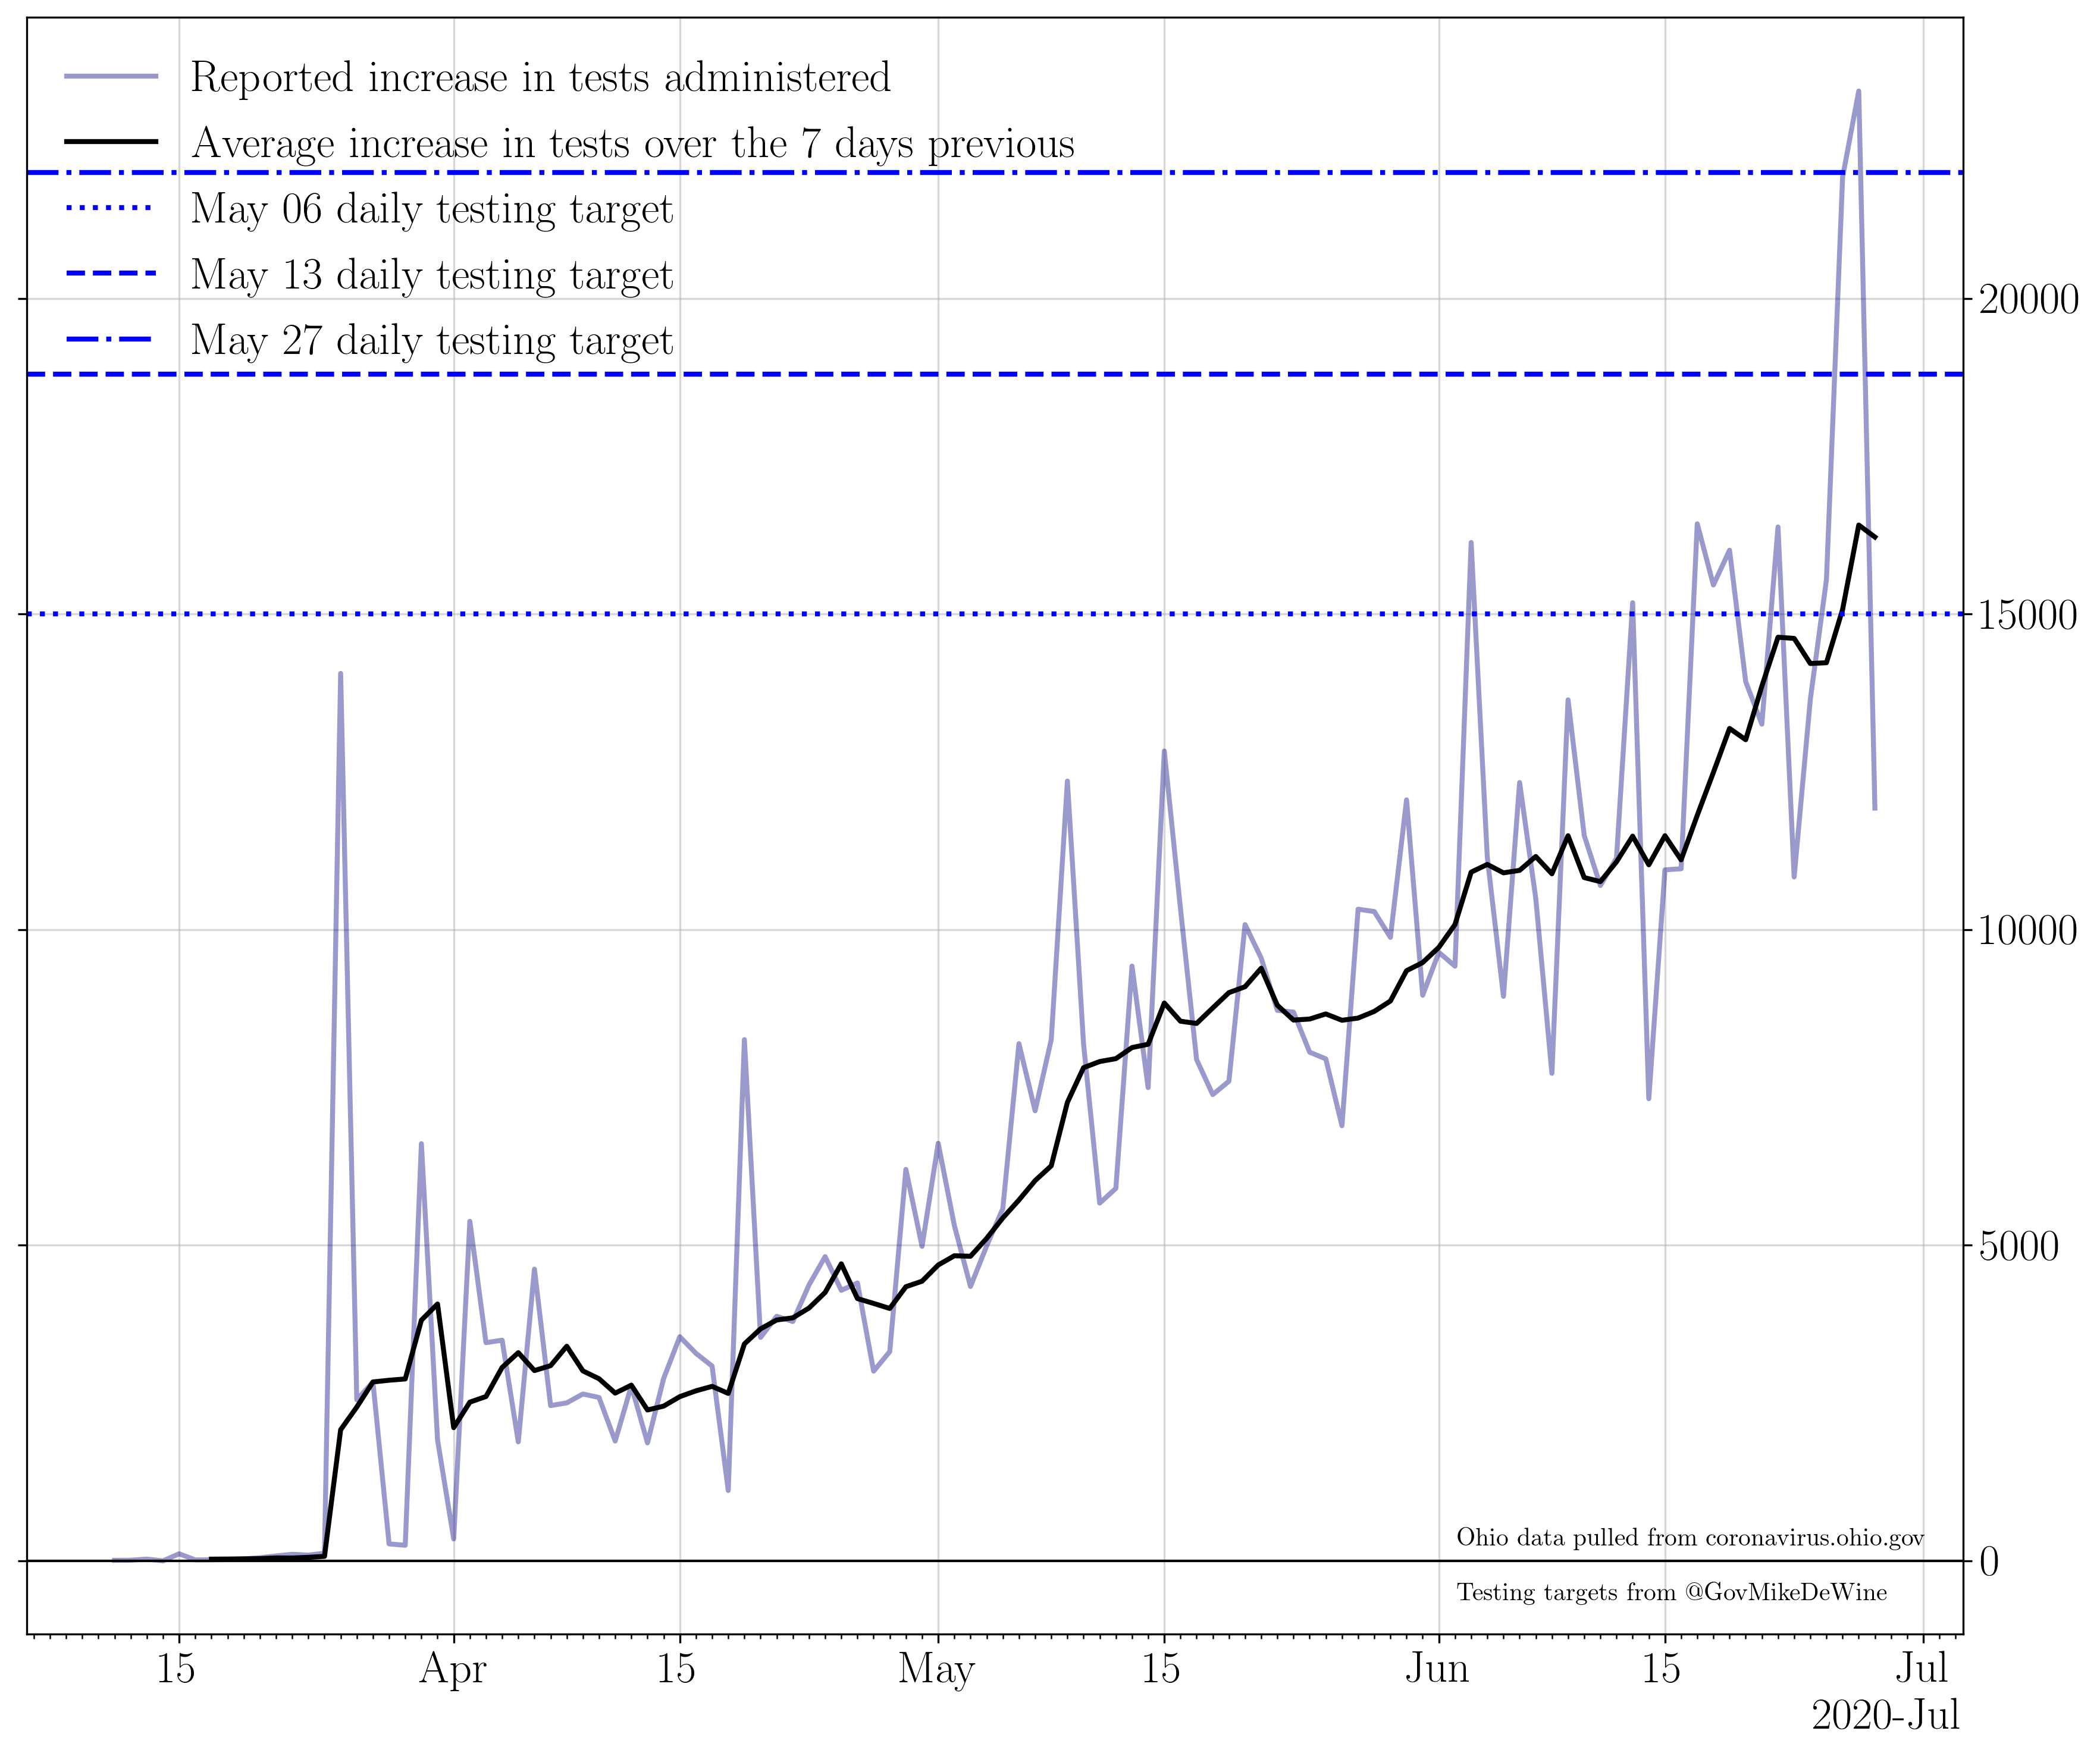 Reported increase in tests administered
Average increase in tests over the 7 days previous
May 06 daily testing target
May 13 daily testing target
May 27 daily testing target
20000
15000
10000
5000
Ohio data pulled from coronavirus.ohio.gov
0
Testing targets from @GovMikeDeWine
15 Apr 15 May 15 Jun 15 Jul
2020-Jul